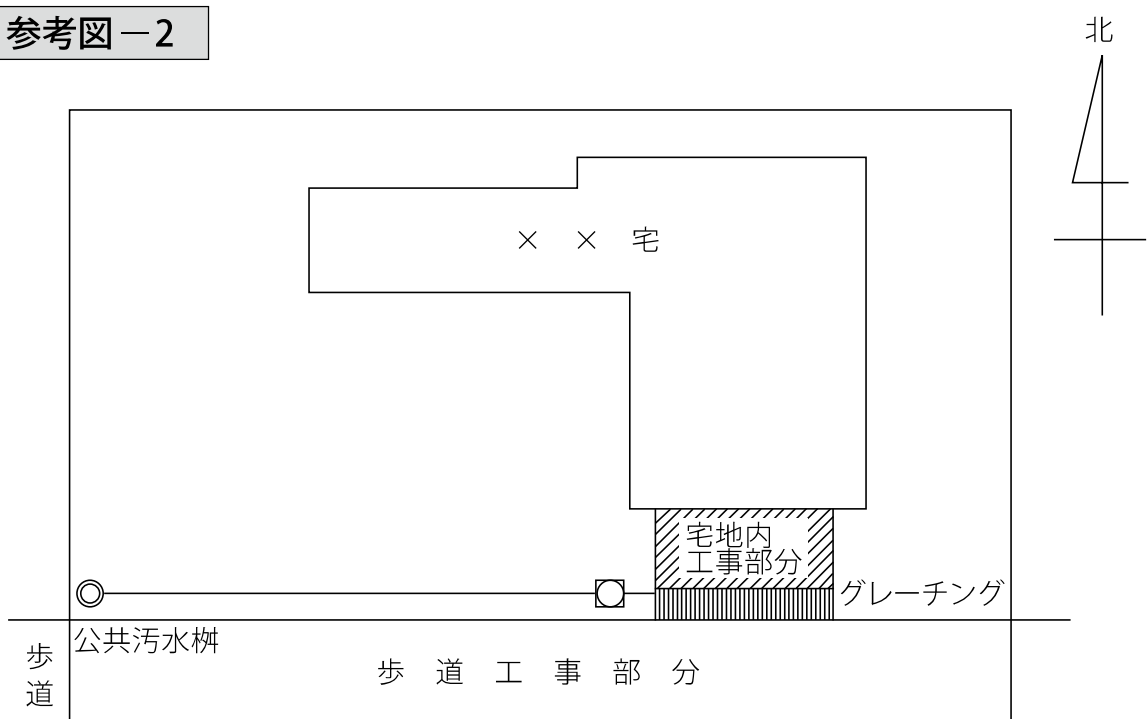 参考図－2
北
××宅
宅地内
工事部分
グレーチング
公共汚水桝
歩道
歩道工事部分